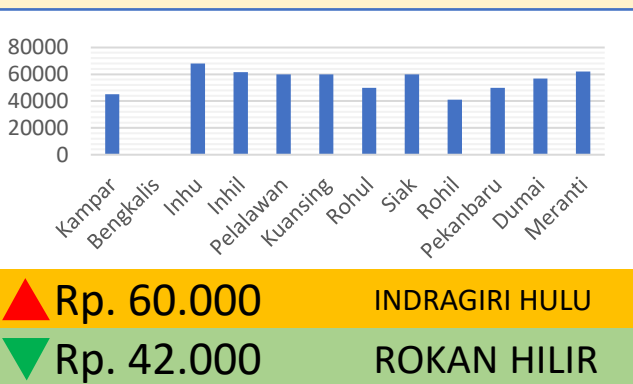 80000
60000
40000
20000
0
Kampar
Bengkalis
Inhu
Inhil
Pelalawan
Kuansing
Rohul
Siak
Rohil
Pekanbaru
Dumai
Meranti
Rp. 60.000 INDRAGIRI HULU
Rp. 42.000 ROKAN HILIR